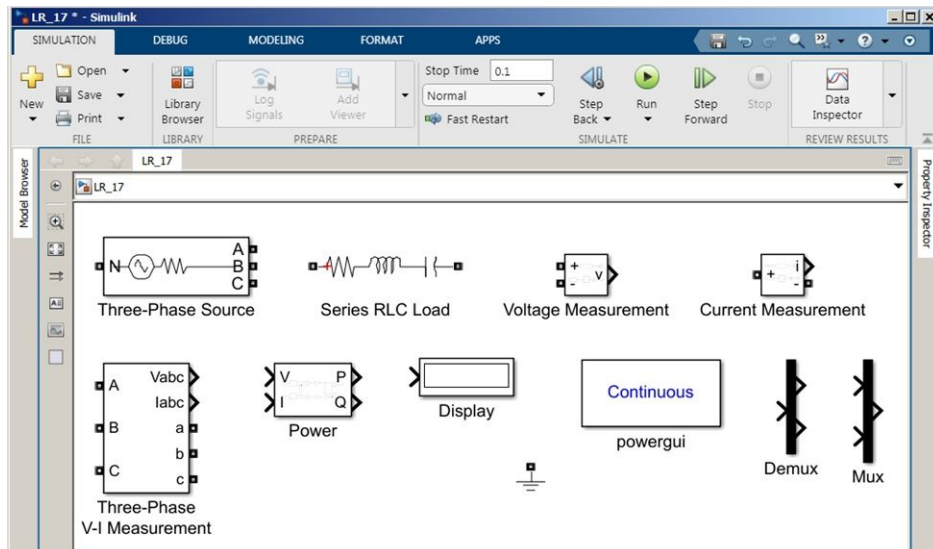 LR_17 * - Simulink
SIMULATION DEBUG MODELING FORMAT APPS
New
Open
Save
Print
FILE
Library
Browser
LIBRARY
Log
Signals
Add
Viewer
PREPARE
Stop Time 0.1
Normal
Fast Restart
Step
Back
Run
Step
Forward
Stop
SIMULATE
Data
Inspector
REVIEW RESULTS
Model Browser
LR_17
LR_17
Property Inspector
N A
B
C
Three-Phase Source
+
Series RLC Load
+ v
-
Voltage Measurement
+ i
-
Current Measurement
A Vabc
Iabc
B a
b
C c
Three-Phase
V-I Measurement
V P
I Q
Power
Display
Continuous
powergui
Demux
Mux